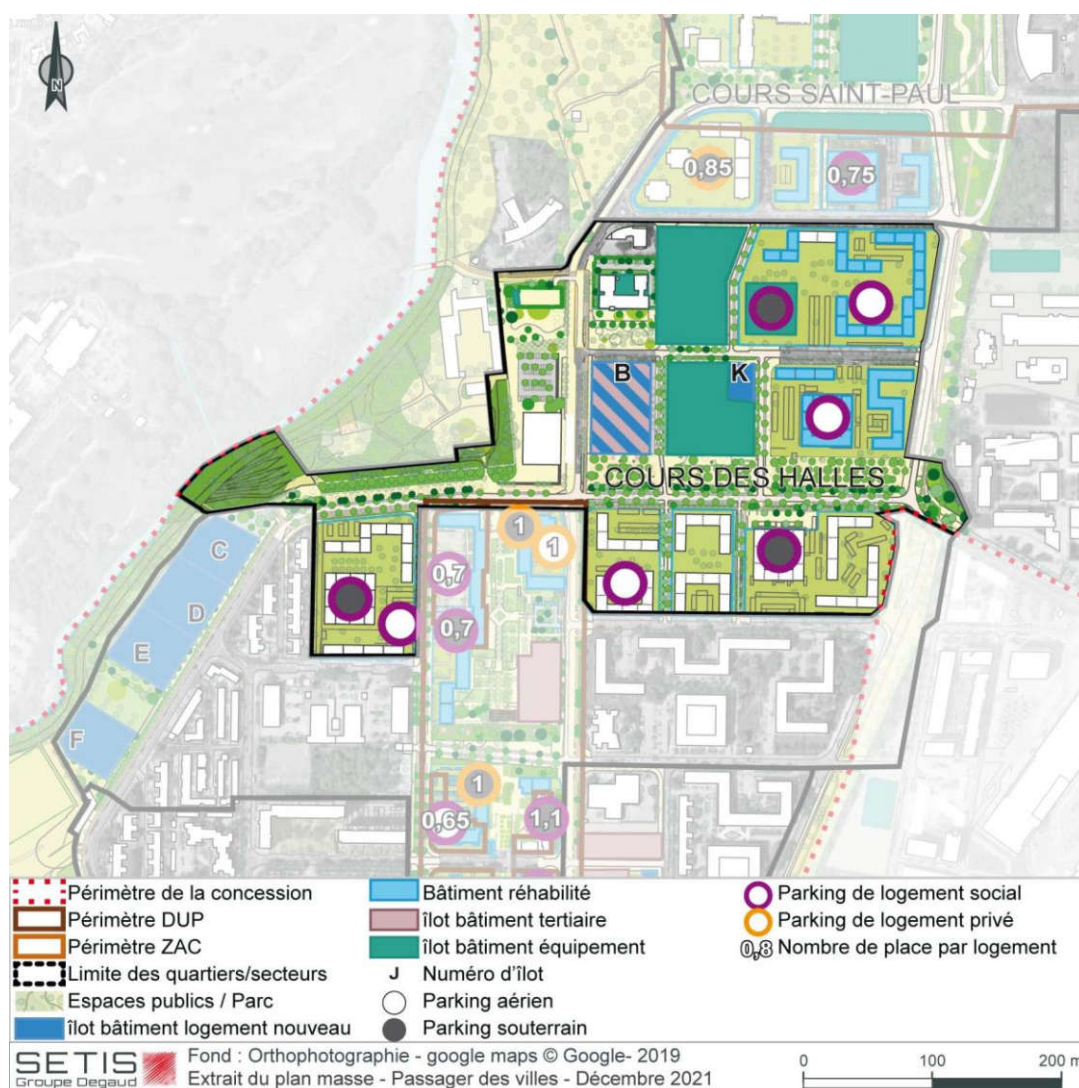 N
COURS SAINT-PAUL
0,85
0,75
B
K
COURS DES HALLES
C
1
1
0,7
D
0,7
E
F
1
0,65
1,1
Périmètre de la concession
Périmètre DUP
Périmètre ZAC
Limite des quartiers/secteurs
Espaces publics / Parc
îlot bâtiment logement nouveau
Bâtiment réhabilité
îlot bâtiment tertiaire
îlot bâtiment équipement
J Numéro d'îlot
Parking aérien
Parking souterrain
Parking de logement social
Parking de logement privé
0,8 Nombre de place par logement
SETIS
Groupe Degaud
Fond : Orthophotographie - google maps © Google- 2019
Extrait du plan masse - Passager des villes - Décembre 2021
0 100 200 m